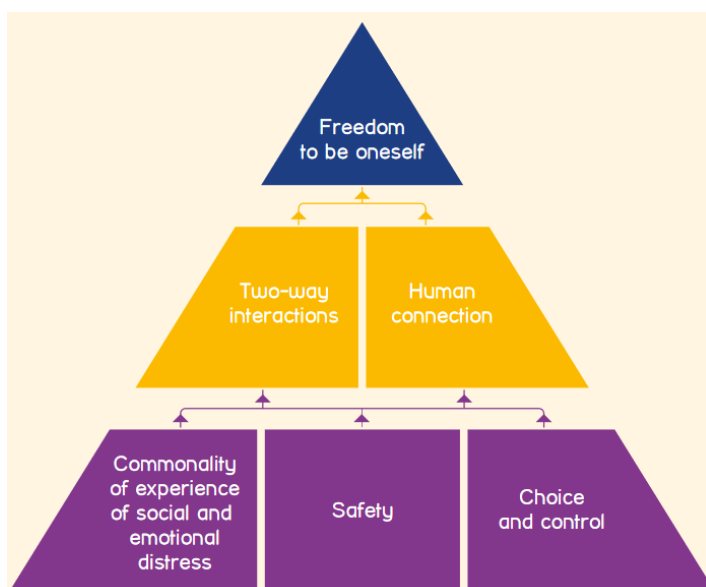 Freedom
to be oneself
Two-way
interactions
Human
connection
Commonality
of experience
of social and
emotional
distress
Safety
Choice
and control